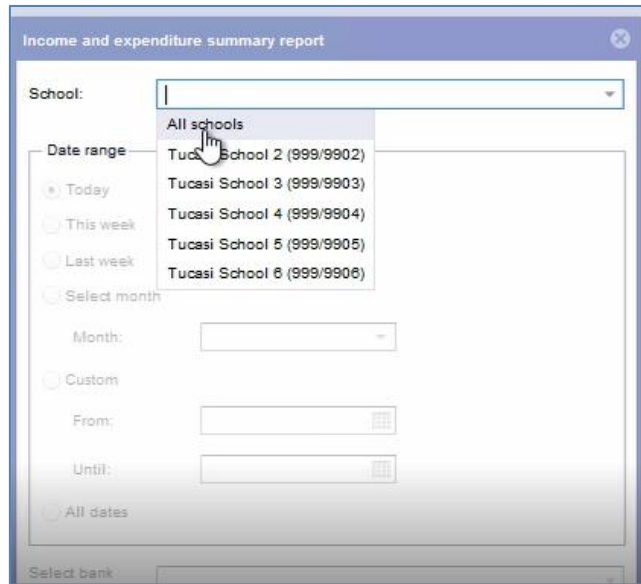 Income and expenditure summary report
School:
All schools
Date range
Tucasi School 2 (999/9902)
Today
Tucasi School 3 (999/9903)
This week
Tucasi School 4 (999/9904)
Tucasi School 5 (999/9905)
Last week
Tucasi School 6 (999/9906)
Select month
Month:
Custom
From:
Until:
All dates
Select bank